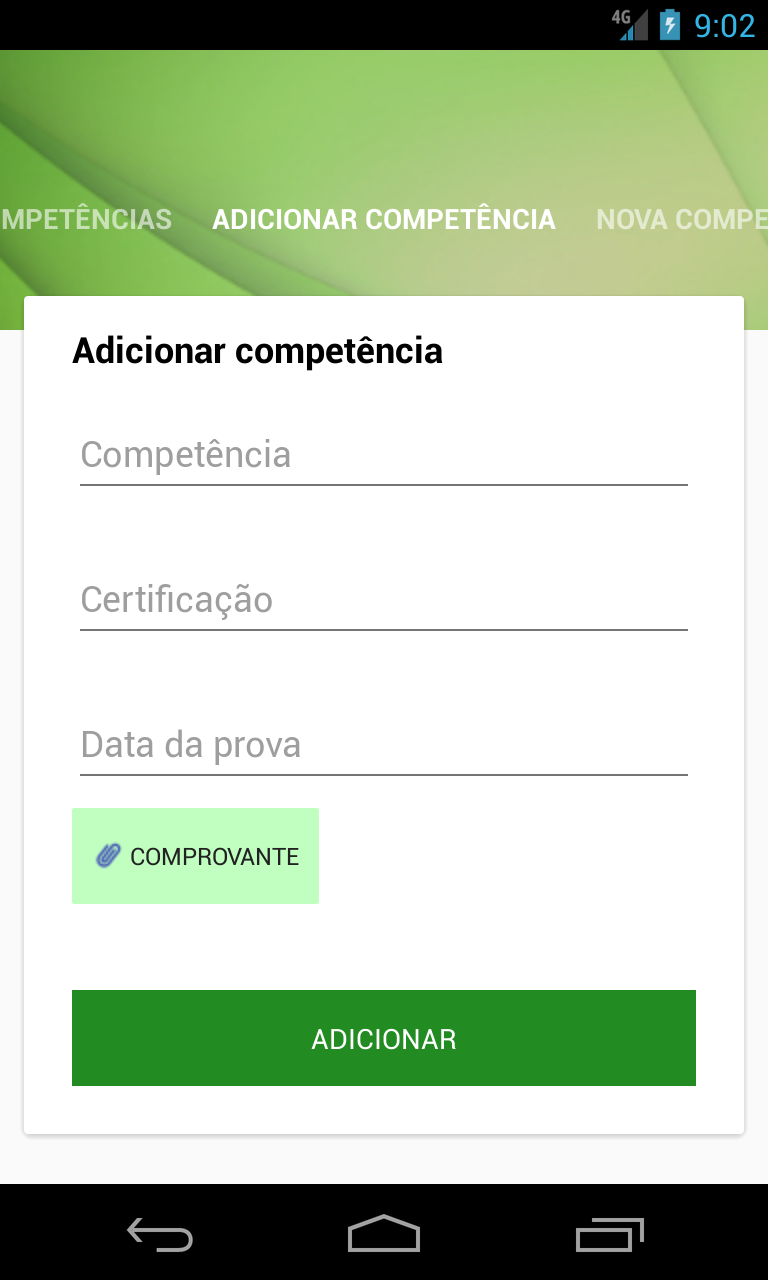 4G 9:02
MPETÊNCIAS ADICIONAR COMPETÊNCIA NOVA COMPE
Adicionar competência
Competência
Certificação
Data da prova
COMPROVANTE
ADICIONAR